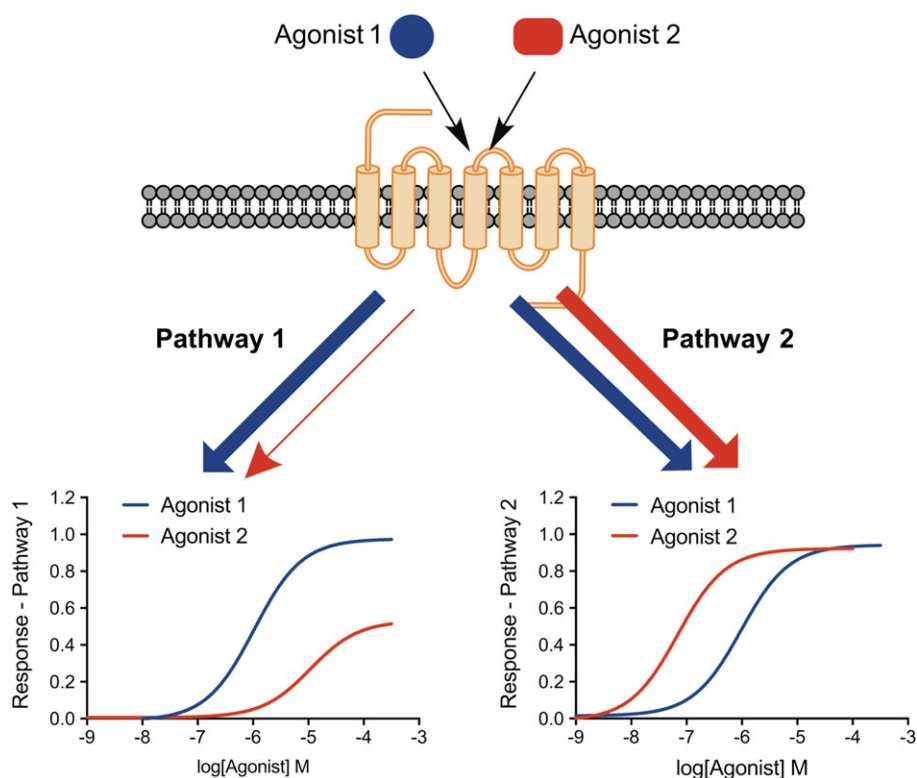 Agonist 1
Agonist 2
Pathway 1
Pathway 2
Response - Pathway 1
1.2
1.0
0.8
0.6
0.4
0.2
0.0
Agonist 1
Agonist 2
-9 -8 -7 -6 -5 -4 -3
log[Agonist] M
Response - Pathway 2
1.2
1.0
0.8
0.6
0.4
0.2
0.0
Agonist 1
Agonist 2
-9 -8 -7 -6 -5 -4 -3
log[Agonist] M